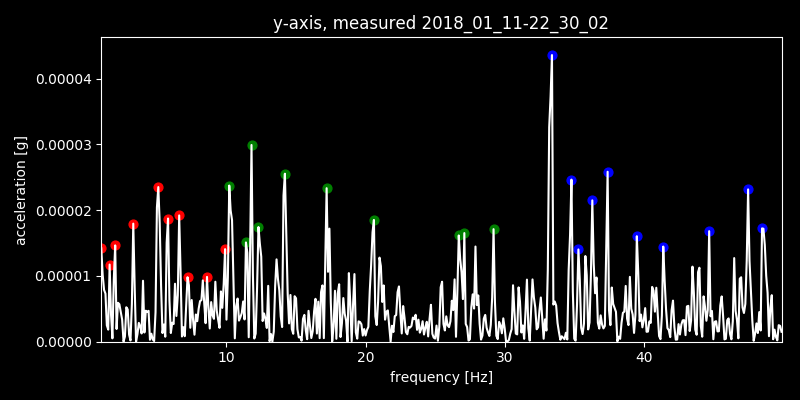 y-axis, measured 2018_01_11-22_30_02
acceleration [g]
0.00004
0.00003
0.00002
0.00001
0.00000
10 20 30 40
frequency [Hz]